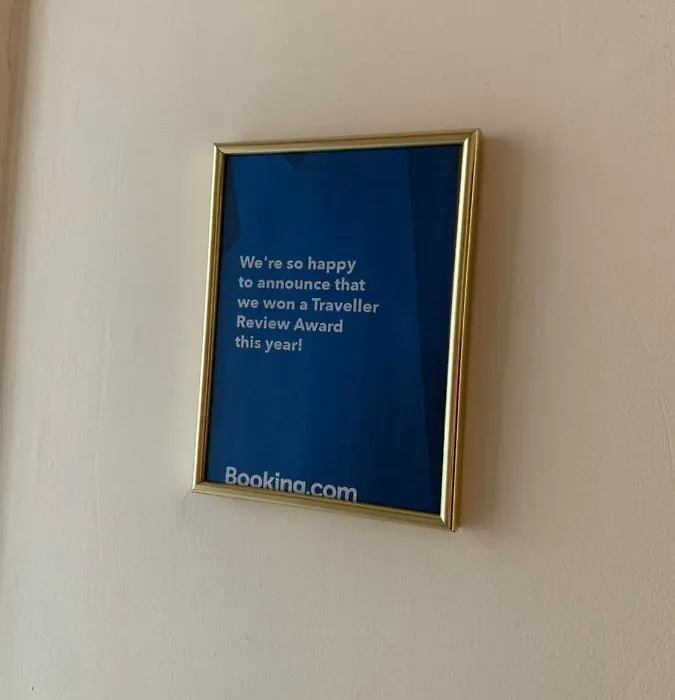 We're so happy
to announce that
we won a Traveller
Review Award
this year!
Booking.com